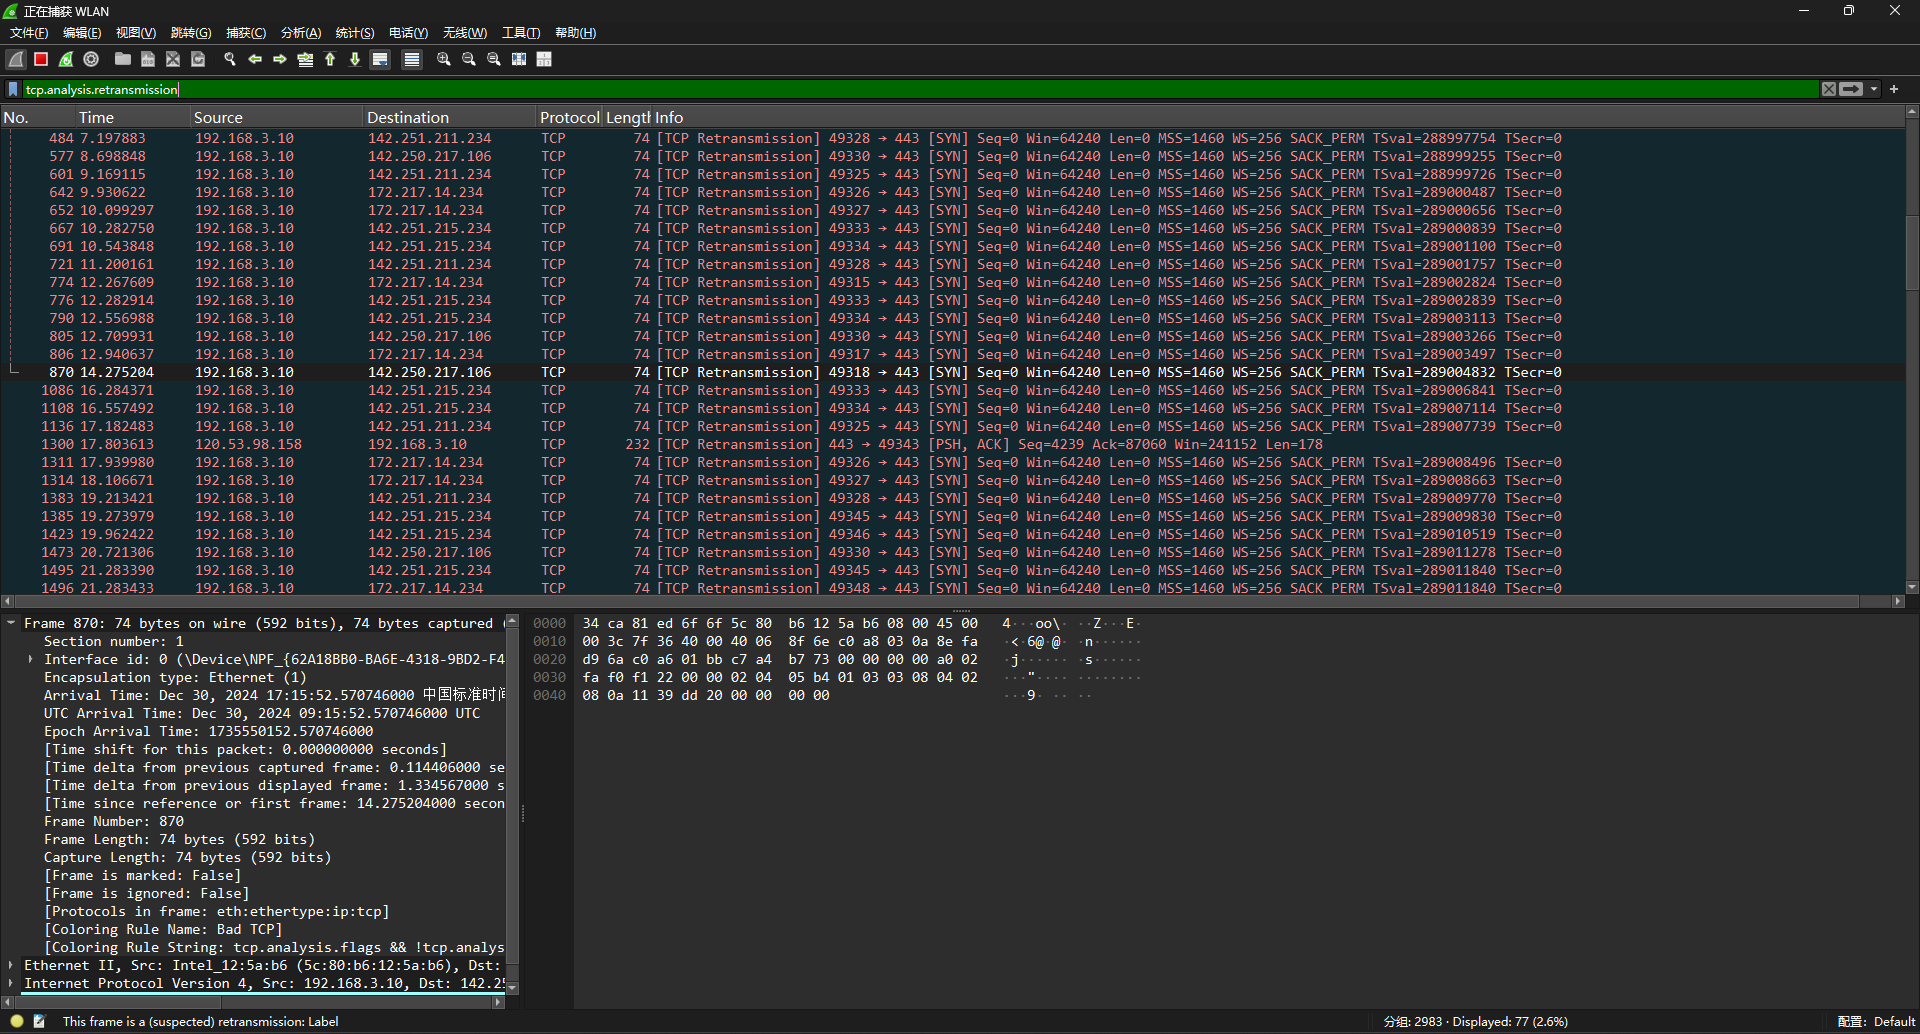 正在捕获 WLAN
文件(F) 编辑(E) 视图(V) 跳转(G) 捕获(C) 分析(A) 统计(S) 电话(Y) 无线(W) 工具(T) 帮助(H)
tcp.analysis.retransmission
No. Time Source Destination Protocol Length Info
484 7.197883 192.168.3.10 142.251.211.234 TCP 74 [TCP Retransmission] 49328 → 443 [SYN] Seq=0 Win=64240 Len=0 MSS=1460 WS=256 SACK_PERM TSval=288997754 TSecr=0
577 8.698848 192.168.3.10 142.250.217.106 TCP 74 [TCP Retransmission] 49330 → 443 [SYN] Seq=0 Win=64240 Len=0 MSS=1460 WS=256 SACK_PERM TSval=288999255 TSecr=0
601 9.169115 192.168.3.10 142.251.211.234 TCP 74 [TCP Retransmission] 49325 → 443 [SYN] Seq=0 Win=64240 Len=0 MSS=1460 WS=256 SACK_PERM TSval=288999726 TSecr=0
642 9.930622 192.168.3.10 172.217.14.234 TCP 74 [TCP Retransmission] 49326 → 443 [SYN] Seq=0 Win=64240 Len=0 MSS=1460 WS=256 SACK_PERM TSval=289000487 TSecr=0
652 10.099297 192.168.3.10 172.217.14.234 TCP 74 [TCP Retransmission] 49327 → 443 [SYN] Seq=0 Win=64240 Len=0 MSS=1460 WS=256 SACK_PERM TSval=289000656 TSecr=0
667 10.282750 192.168.3.10 142.251.215.234 TCP 74 [TCP Retransmission] 49333 → 443 [SYN] Seq=0 Win=64240 Len=0 MSS=1460 WS=256 SACK_PERM TSval=289000839 TSecr=0
691 10.543848 192.168.3.10 142.251.215.234 TCP 74 [TCP Retransmission] 49334 → 443 [SYN] Seq=0 Win=64240 Len=0 MSS=1460 WS=256 SACK_PERM TSval=289001100 TSecr=0
721 11.200161 192.168.3.10 142.251.211.234 TCP 74 [TCP Retransmission] 49328 → 443 [SYN] Seq=0 Win=64240 Len=0 MSS=1460 WS=256 SACK_PERM TSval=289001757 TSecr=0
774 12.267609 192.168.3.10 172.217.14.234 TCP 74 [TCP Retransmission] 49315 → 443 [SYN] Seq=0 Win=64240 Len=0 MSS=1460 WS=256 SACK_PERM TSval=289002824 TSecr=0
776 12.282914 192.168.3.10 142.251.215.234 TCP 74 [TCP Retransmission] 49333 → 443 [SYN] Seq=0 Win=64240 Len=0 MSS=1460 WS=256 SACK_PERM TSval=289002839 TSecr=0
790 12.556988 192.168.3.10 142.251.215.234 TCP 74 [TCP Retransmission] 49334 → 443 [SYN] Seq=0 Win=64240 Len=0 MSS=1460 WS=256 SACK_PERM TSval=289003113 TSecr=0
805 12.709931 192.168.3.10 142.250.217.106 TCP 74 [TCP Retransmission] 49330 → 443 [SYN] Seq=0 Win=64240 Len=0 MSS=1460 WS=256 SACK_PERM TSval=289003266 TSecr=0
806 12.940637 192.168.3.10 172.217.14.234 TCP 74 [TCP Retransmission] 49317 → 443 [SYN] Seq=0 Win=64240 Len=0 MSS=1460 WS=256 SACK_PERM TSval=289003497 TSecr=0
870 14.275204 192.168.3.10 142.250.217.106 TCP 74 [TCP Retransmission] 49318 → 443 [SYN] Seq=0 Win=64240 Len=0 MSS=1460 WS=256 SACK_PERM TSval=289004832 TSecr=0
1086 16.284371 192.168.3.10 142.251.215.234 TCP 74 [TCP Retransmission] 49333 → 443 [SYN] Seq=0 Win=64240 Len=0 MSS=1460 WS=256 SACK_PERM TSval=289006841 TSecr=0
1108 16.557492 192.168.3.10 142.251.215.234 TCP 74 [TCP Retransmission] 49334 → 443 [SYN] Seq=0 Win=64240 Len=0 MSS=1460 WS=256 SACK_PERM TSval=289007114 TSecr=0
1136 17.182483 192.168.3.10 142.251.211.234 TCP 74 [TCP Retransmission] 49325 → 443 [SYN] Seq=0 Win=64240 Len=0 MSS=1460 WS=256 SACK_PERM TSval=289007739 TSecr=0
1300 17.803613 120.53.98.158 192.168.3.10 TCP 232 [TCP Retransmission] 443 → 49343 [PSH, ACK] Seq=4239 Ack=87060 Win=241152 Len=178
1311 17.939980 192.168.3.10 172.217.14.234 TCP 74 [TCP Retransmission] 49326 → 443 [SYN] Seq=0 Win=64240 Len=0 MSS=1460 WS=256 SACK_PERM TSval=289008496 TSecr=0
1314 18.106671 192.168.3.10 172.217.14.234 TCP 74 [TCP Retransmission] 49327 → 443 [SYN] Seq=0 Win=64240 Len=0 MSS=1460 WS=256 SACK_PERM TSval=289008663 TSecr=0
1383 19.213421 192.168.3.10 142.251.211.234 TCP 74 [TCP Retransmission] 49328 → 443 [SYN] Seq=0 Win=64240 Len=0 MSS=1460 WS=256 SACK_PERM TSval=289009770 TSecr=0
1385 19.273979 192.168.3.10 142.251.215.234 TCP 74 [TCP Retransmission] 49345 → 443 [SYN] Seq=0 Win=64240 Len=0 MSS=1460 WS=256 SACK_PERM TSval=289009830 TSecr=0
1423 19.962422 192.168.3.10 142.251.215.234 TCP 74 [TCP Retransmission] 49346 → 443 [SYN] Seq=0 Win=64240 Len=0 MSS=1460 WS=256 SACK_PERM TSval=289010519 TSecr=0
1473 20.721306 192.168.3.10 142.250.217.106 TCP 74 [TCP Retransmission] 49330 → 443 [SYN] Seq=0 Win=64240 Len=0 MSS=1460 WS=256 SACK_PERM TSval=289011278 TSecr=0
1495 21.283390 192.168.3.10 142.251.215.234 TCP 74 [TCP Retransmission] 49345 → 443 [SYN] Seq=0 Win=64240 Len=0 MSS=1460 WS=256 SACK_PERM TSval=289011840 TSecr=0
1496 21.283433 192.168.3.10 172.217.14.234 TCP 74 [TCP Retransmission] 49348 → 443 [SYN] Seq=0 Win=64240 Len=0 MSS=1460 WS=256 SACK_PERM TSval=289011840 TSecr=0
Frame 870: 74 bytes on wire (592 bits), 74 bytes captured (
Section number: 1
Interface id: 0 (\Device\NPF_{62A18BB0-BA6E-4318-9BD2-F4
Encapsulation type: Ethernet (1)
Arrival Time: Dec 30, 2024 17:15:52.570746000 中国标准时间
UTC Arrival Time: Dec 30, 2024 09:15:52.570746000 UTC
Epoch Arrival Time: 1735550152.570746000
[Time shift for this packet: 0.000000000 seconds]
[Time delta from previous captured frame: 0.114406000 se
[Time delta from previous displayed frame: 1.334567000 s
[Time since reference or first frame: 14.275204000 secon
Frame Number: 870
Frame Length: 74 bytes (592 bits)
Capture Length: 74 bytes (592 bits)
[Frame is marked: False]
[Frame is ignored: False]
[Protocols in frame: eth:ethertype:ip:tcp]
[Coloring Rule Name: Bad TCP]
[Coloring Rule String: tcp.analysis.flags && !tcp.analys
Ethernet II, Src: Intel_12:5a:b6 (5c:80:b6:12:5a:b6), Dst:
Internet Protocol Version 4, Src: 192.168.3.10, Dst: 142.25
0000 34 ca 81 ed 6f 6f 5c 80 b6 12 5a b6 08 00 45 00 4···oo\· ··Z···E·
0010 00 3c 7f 36 40 00 40 06 8f 6e c0 a8 03 0a 8e fa ·<·6@·@· ·n······
0020 d9 6a c0 a6 01 bb c7 a4 b7 73 00 00 00 00 a0 02 ·j······ ·s······
0030 fa f0 f1 22 00 00 02 04 05 b4 01 03 03 08 04 02 ···"···· ········
0040 08 0a 11 39 dd 20 00 00 00 00 ···9· ·· ··
This frame is a (suspected) retransmission: Label
分组: 2983 · Displayed: 77 (2.6%)
配置: Default